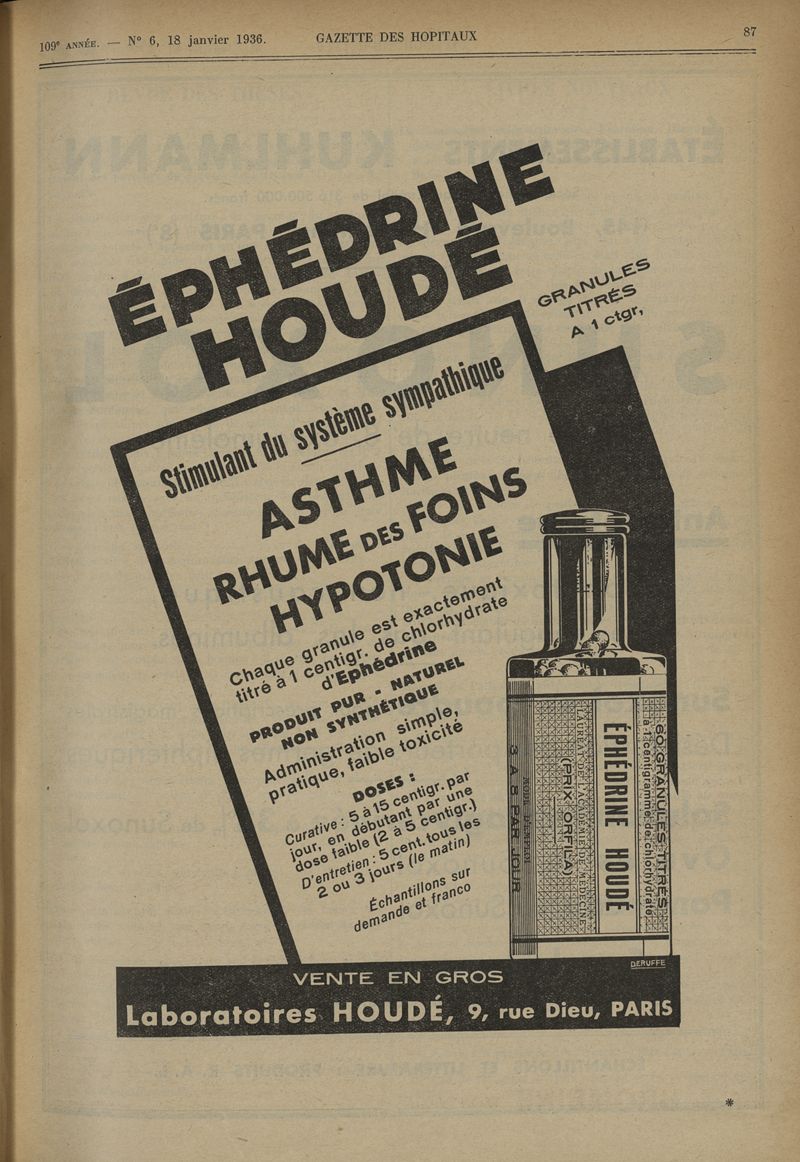 109e ANNÉE. — N° 6, 18 janvier 1936.
GAZETTE DES HOPITAUX
87
ÉPHÉDRINE
HOUDÉ
GRANULES
TITRÉS
A 1 ctgr,
Stimulant du système sympathique
ASTHME
RHUME DES FOINS
HYPOTONIE
Chaque granule est exactement
titré à 1 centigr. de chlorhydrate
d'Ephédrine
PRODUIT PUR - NATUREL
NON SYNTHÉTIQUE
Administration simple,
pratique, faible toxicité
DOSES :
Curative : 5 à 15 centigr. par
jour, en débutant par une
dose faible (2 à 5 centigr.)
D'entretien : 5 cent. tous les
2 ou 3 jours (le matin)
Échantillons sur
demande et franco
60 GRANULES TITRÉS
à 1 centigramme de chlorhydrate
ÉPHÉDRINE HOUDÉ
LAURÉAT DE L'ACADÉMIE DE MÉDECINE
(PRIX ORFILA)
MODE D'EMPLOI
3 A 8 PAR JOUR
DERUFFE
VENTE EN GROS
Laboratoires HOUDÉ, 9, rue Dieu, PARIS
*